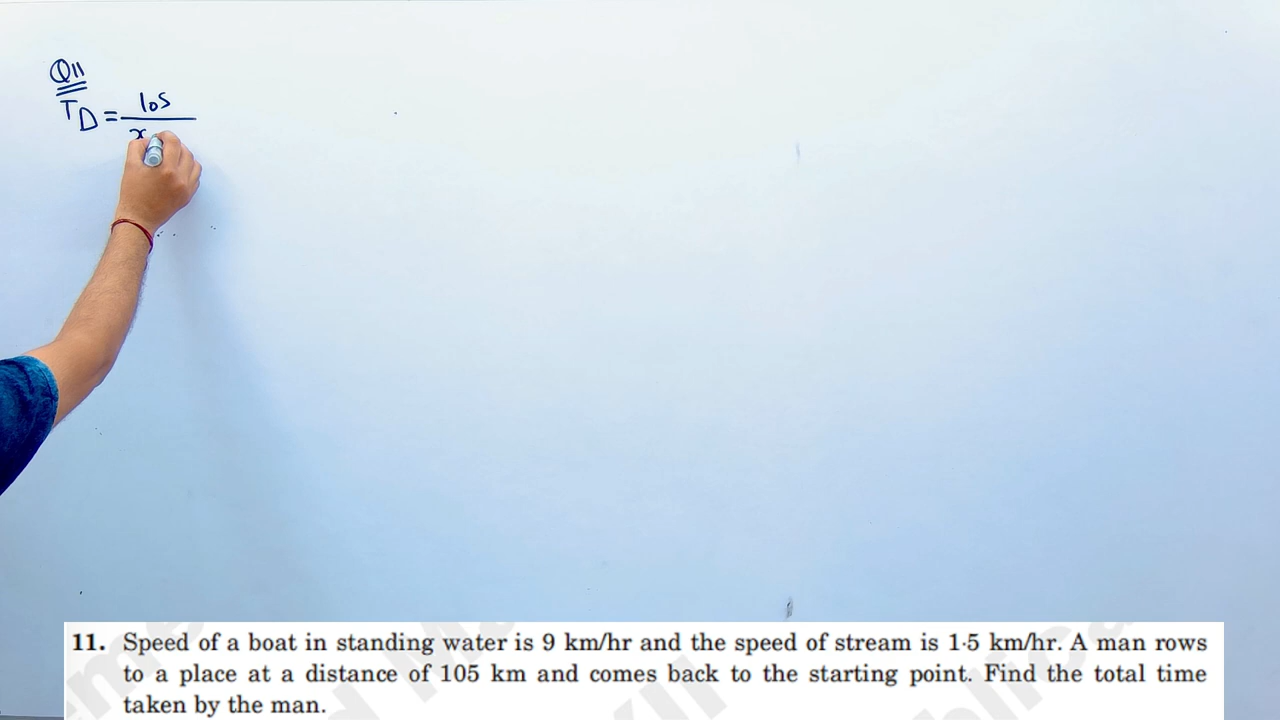 Q11
TD = 105
x
11. Speed of a boat in standing water is 9 km/hr and the speed of stream is 1·5 km/hr. A man rows
to a place at a distance of 105 km and comes back to the starting point. Find the total time
taken by the man.